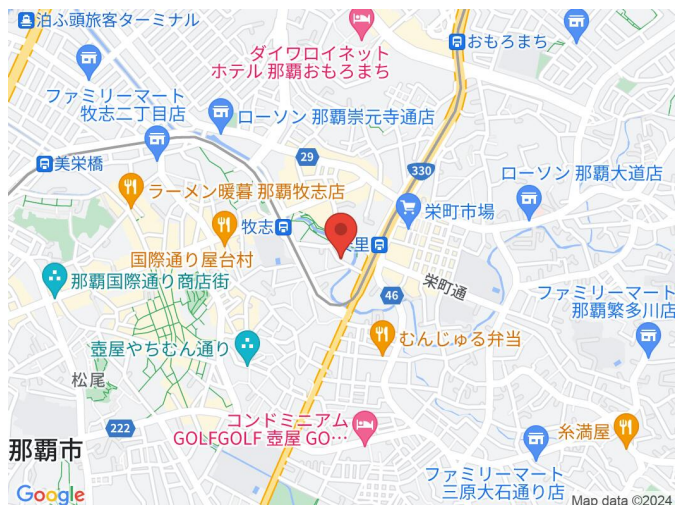 泊ふ頭旅客ターミナル
ダイワロイネット
ホテル 那覇おもろまち
おもろまち
ファミリーマート
牧志二丁目店
ローソン 那覇崇元寺通店
美栄橋
29
330
ローソン 那覇大道店
ラーメン暖暮 那覇牧志店
栄町市場
牧志
里
国際通り屋台村
那覇国際通り商店街
栄町通
46
ファミリーマート
那覇繁多川店
むんじゅる弁当
壺屋やちむん通り
松尾
222
コンドミニアム
GOLFGOLF 壺屋 GO…
糸満屋
那覇市
ファミリーマート
三原大石通り店
Google
Map data ©2024